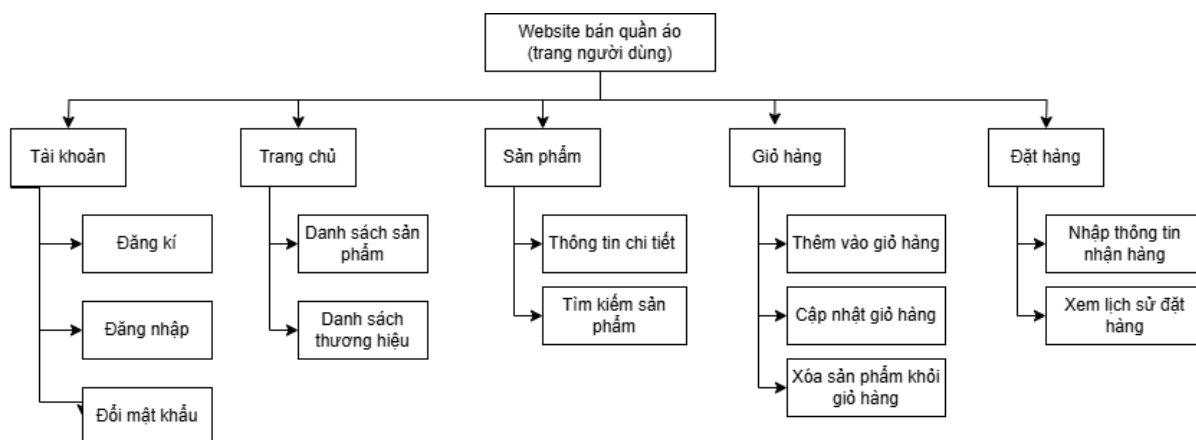 Website bán quần áo
(trang người dùng)
Tài khoản
Trang chủ
Sản phẩm
Giỏ hàng
Đặt hàng
Đăng kí
Đăng nhập
Đổi mật khẩu
Danh sách sản
phẩm
Danh sách
thương hiệu
Thông tin chi tiết
Tìm kiếm sản
phẩm
Thêm vào giỏ hàng
Cập nhật giỏ hàng
Xóa sản phẩm khỏi
giỏ hàng
Nhập thông tin
nhận hàng
Xem lịch sử đặt
hàng